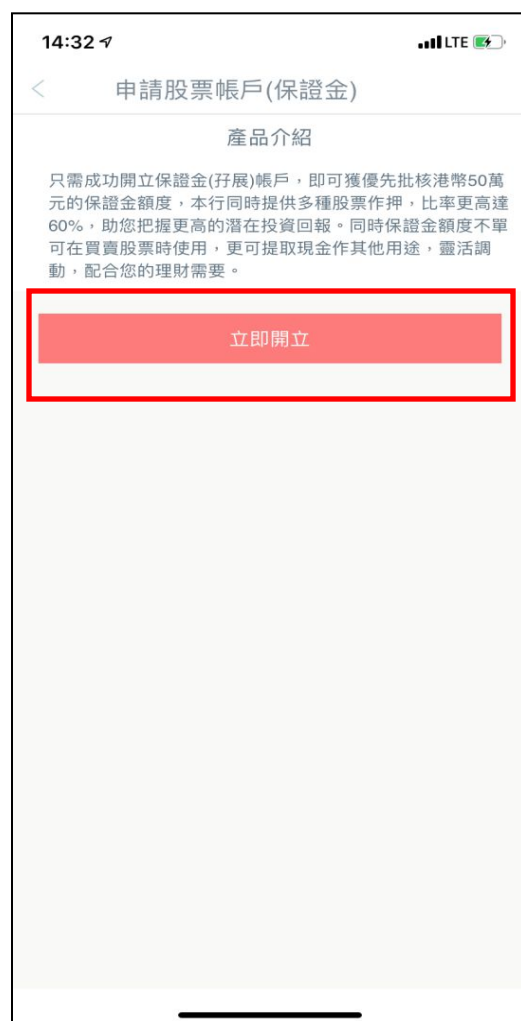 14:32
LTE
申請股票帳戶(保證金)
產品介紹
只需成功開立保證金(孖展)帳戶，即可獲優先批核港幣50萬
元的保證金額度，本行同時提供多種股票作押，比率更高達
60%，助您把握更高的潛在投資回報。同時保證金額度不單
可在買賣股票時使用，更可提取現金作其他用途，靈活調
動，配合您的理財需要。
立即開立